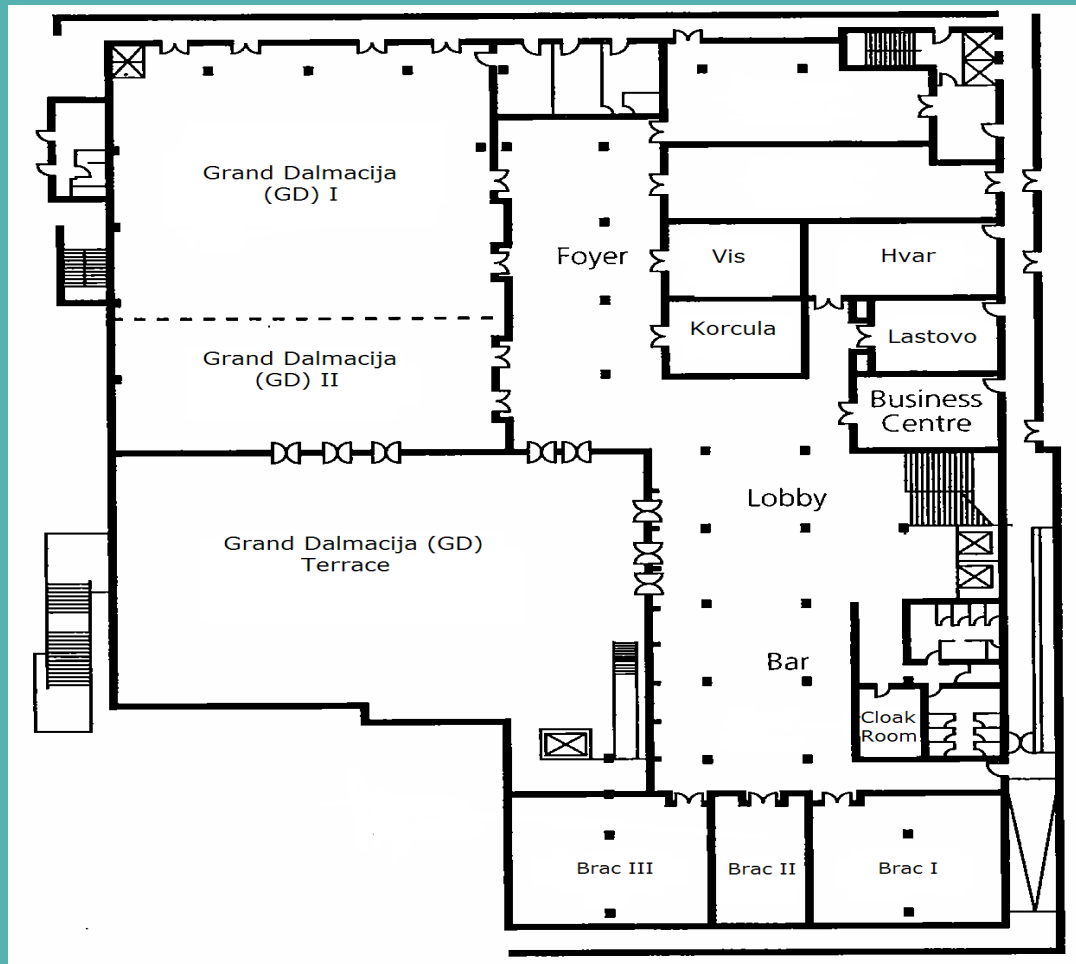 Grand Dalmacija
(GD) I
Foyer
Vis
Hvar
Korcula
Lastovo
Grand Dalmacija
(GD) II
Business
Centre
Lobby
Grand Dalmacija (GD)
Terrace
Bar
Cloak
Room
Brac III
Brac II
Brac I